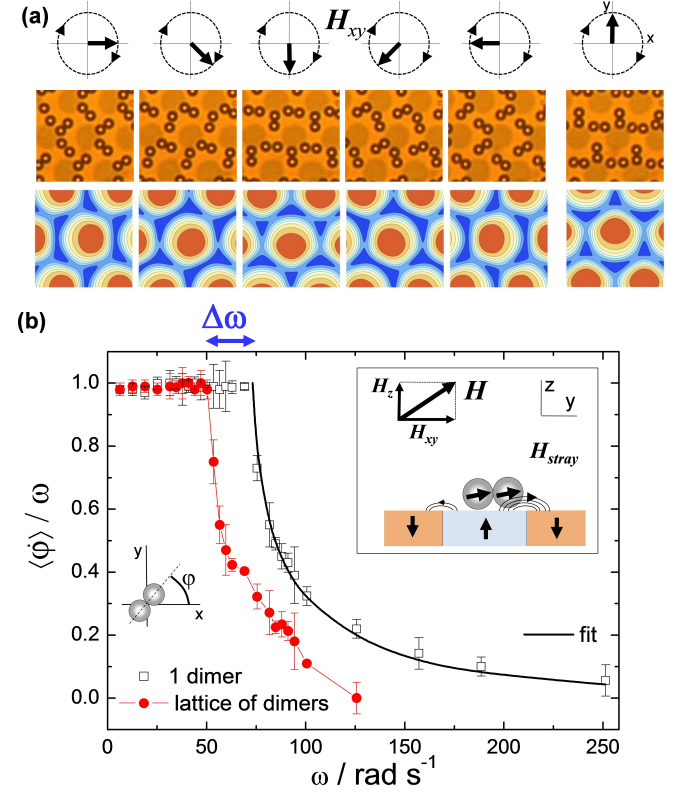 (a)
H_xy
y
x
(b)
Δω
⟨φ̇⟩ / ω
1.0
0.8
0.6
0.4
0.2
0.0
0
50
100
150
200
250
ω / rad s⁻¹
H_z
H
H_xy
z
y
H_stray
y
φ
x
1 dimer
lattice of dimers
fit